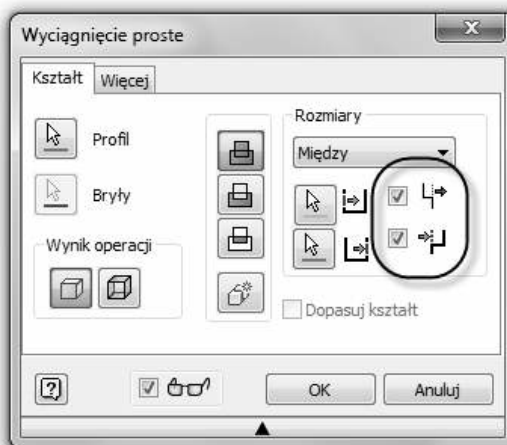 Wyciągnięcie proste
Kształt
Więcej
Profil
Bryły
Wynik operacji
Rozmiary
Między
Dopasuj kształt
OK
Anuluj